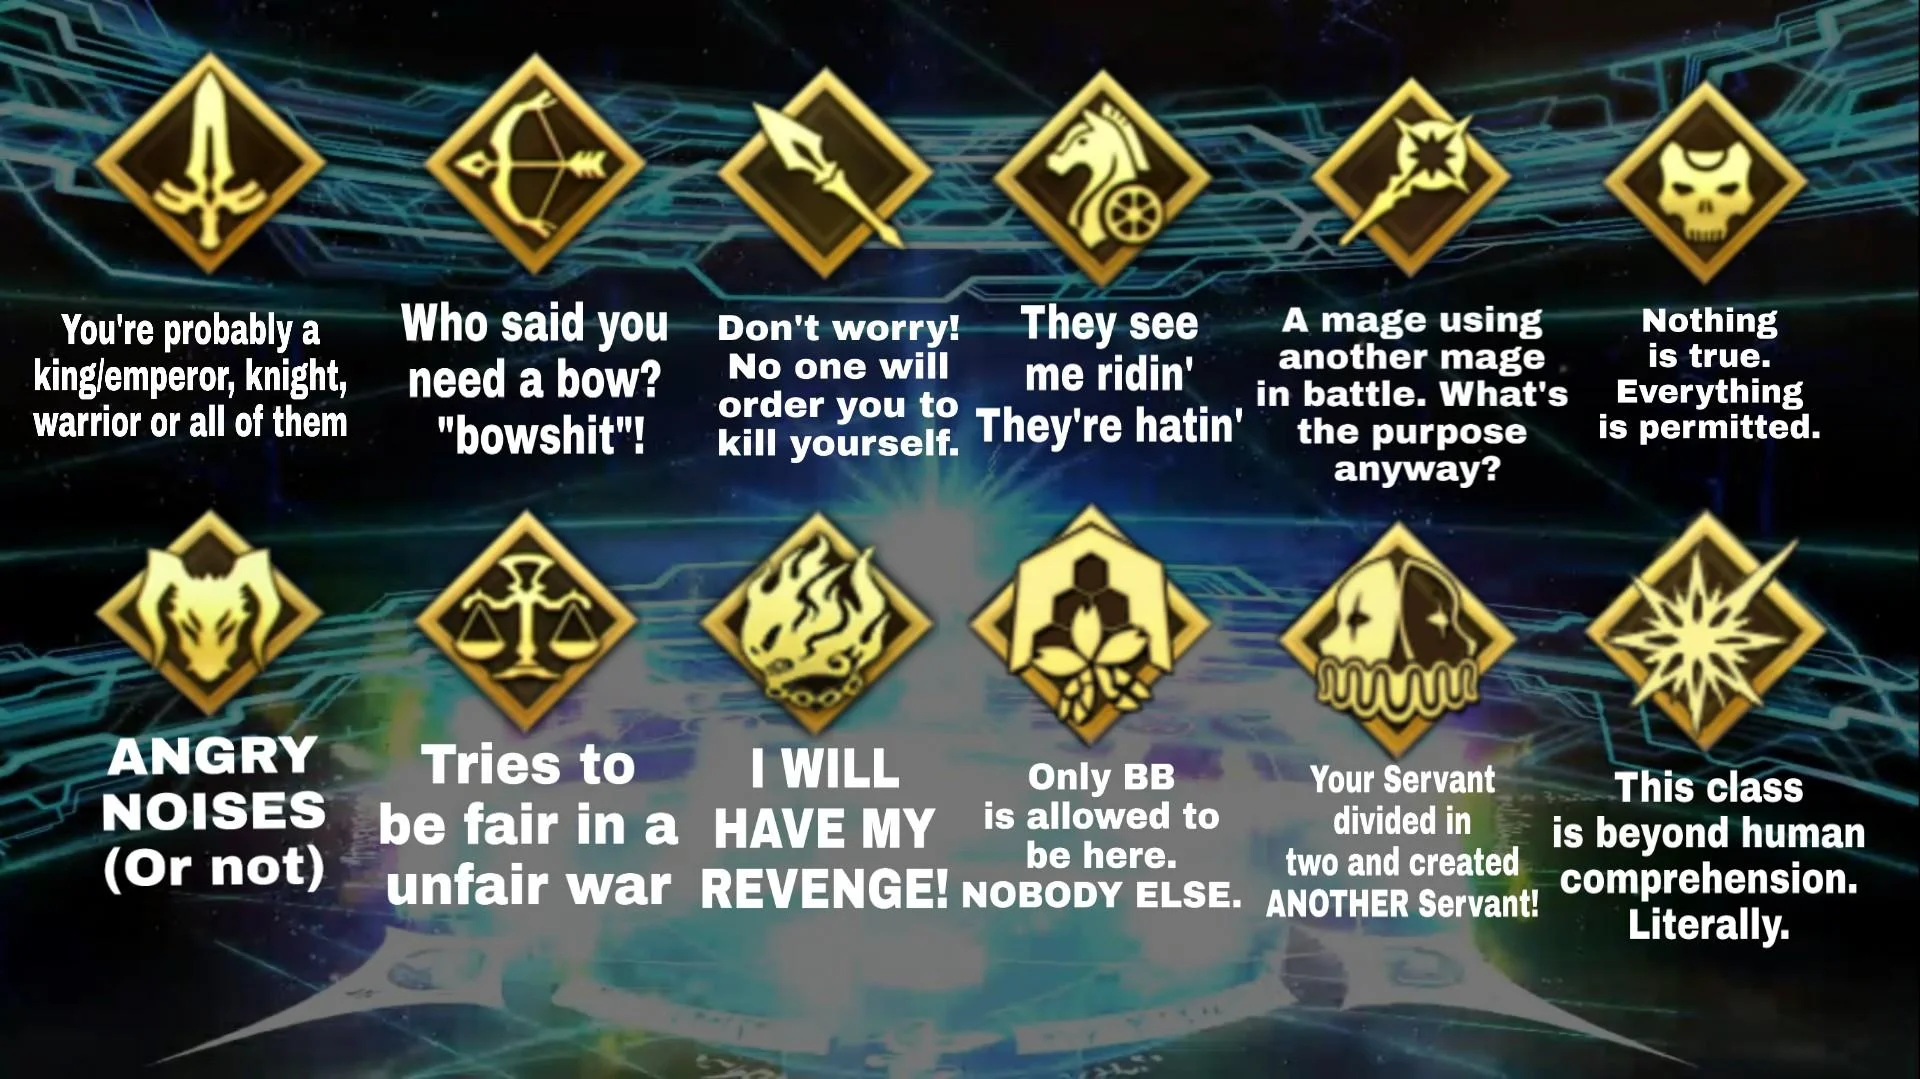 You're probably a
king/emperor, knight,
warrior or all of them
Who said you
need a bow?
"bowshit"!
Don't worry!
No one will
order you to
kill yourself.
They see
me ridin'
They're hatin'
A mage using
another mage
in battle. What's
the purpose
anyway?
Nothing
is true.
Everything
is permitted.
ANGRY
NOISES
(Or not)
Tries to
be fair in a
unfair war
I WILL
HAVE MY
REVENGE!
Only BB
is allowed to
be here.
NOBODY ELSE.
Your Servant
divided in
two and created
ANOTHER Servant!
This class
is beyond human
comprehension.
Literally.